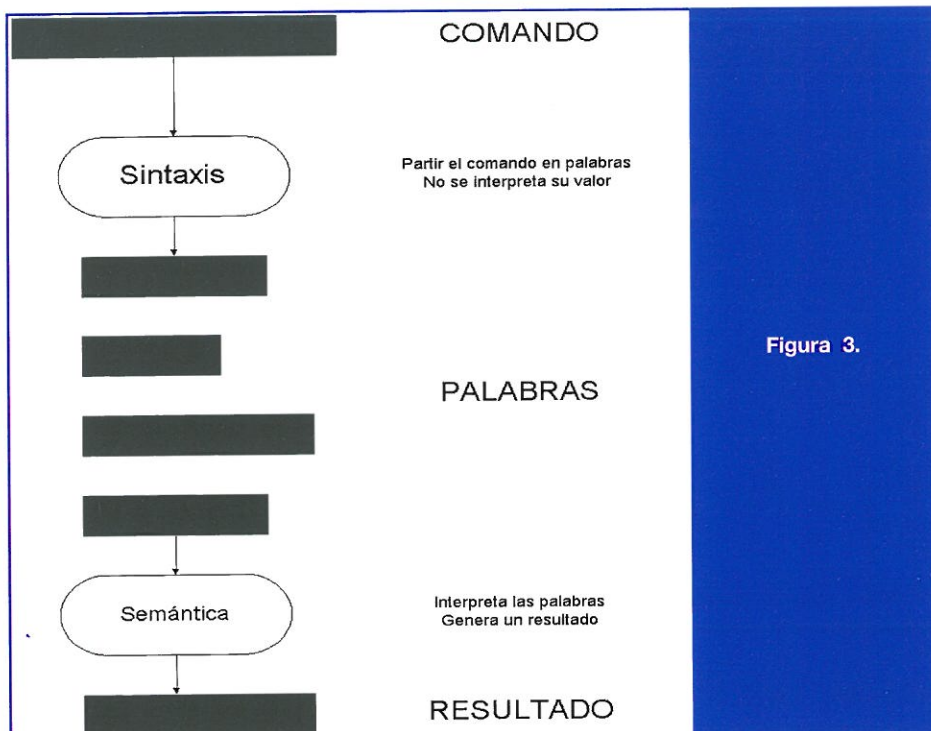 COMANDO
Sintaxis
Partir el comando en palabras
No se interpreta su valor
Figura 3.
PALABRAS
Semántica
Interpreta las palabras
Genera un resultado
RESULTADO